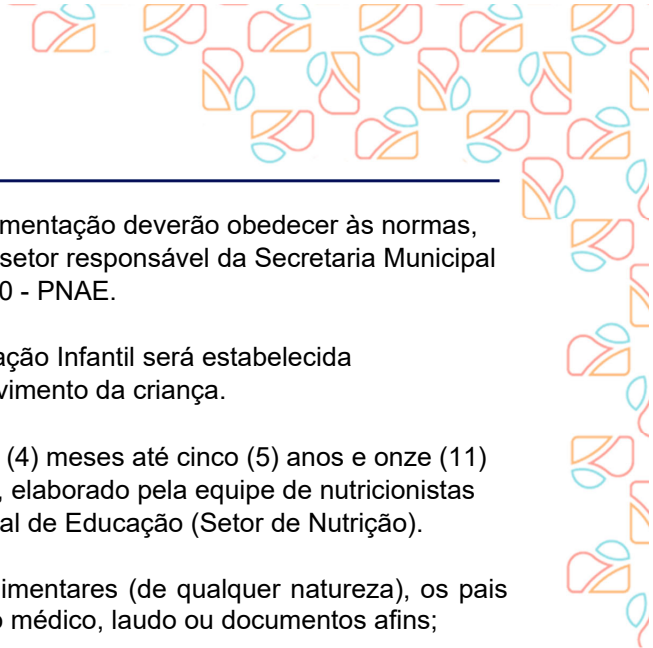 mentação deverão obedecer às normas,
setor responsável da Secretaria Municipal
0 - PNAE.
ação Infantil será estabelecida
vimento da criança.
(4) meses até cinco (5) anos e onze (11)
, elaborado pela equipe de nutricionistas
al de Educação (Setor de Nutrição).
imentares (de qualquer natureza), os pais
o médico, laudo ou documentos afins;